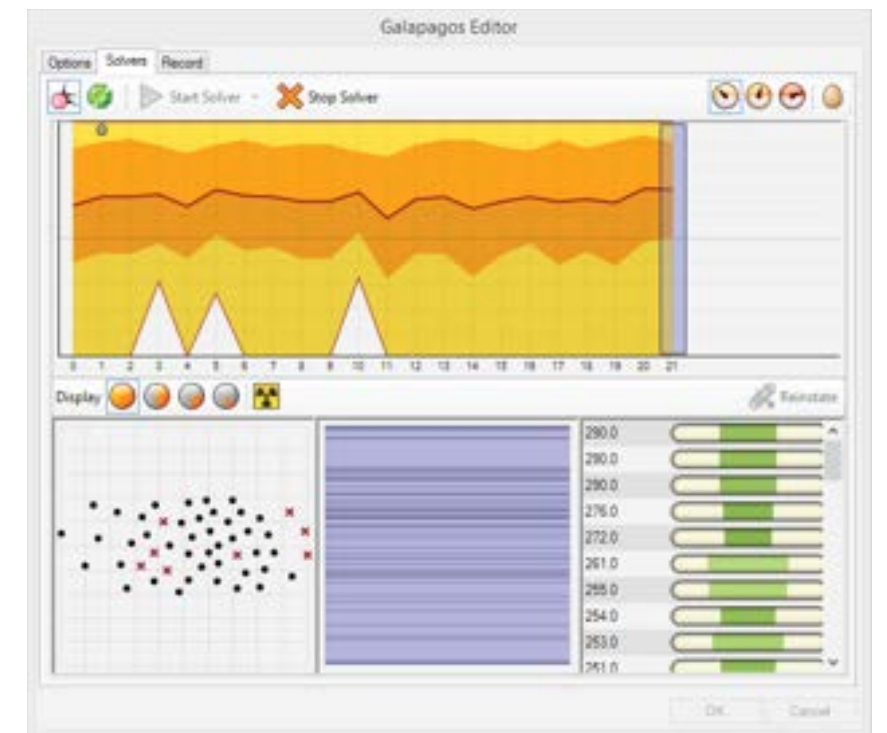 Galapagos Editor
Options Solvers Record
Start Solver Stop Solver
0 1 2 3 4 5 6 7 8 9 10 11 12 13 14 15 16 17 18 19 20 21
Display Reinstate
290.0
290.0
290.0
276.0
272.0
261.0
255.0
254.0
253.0
251.0
OK Cancel